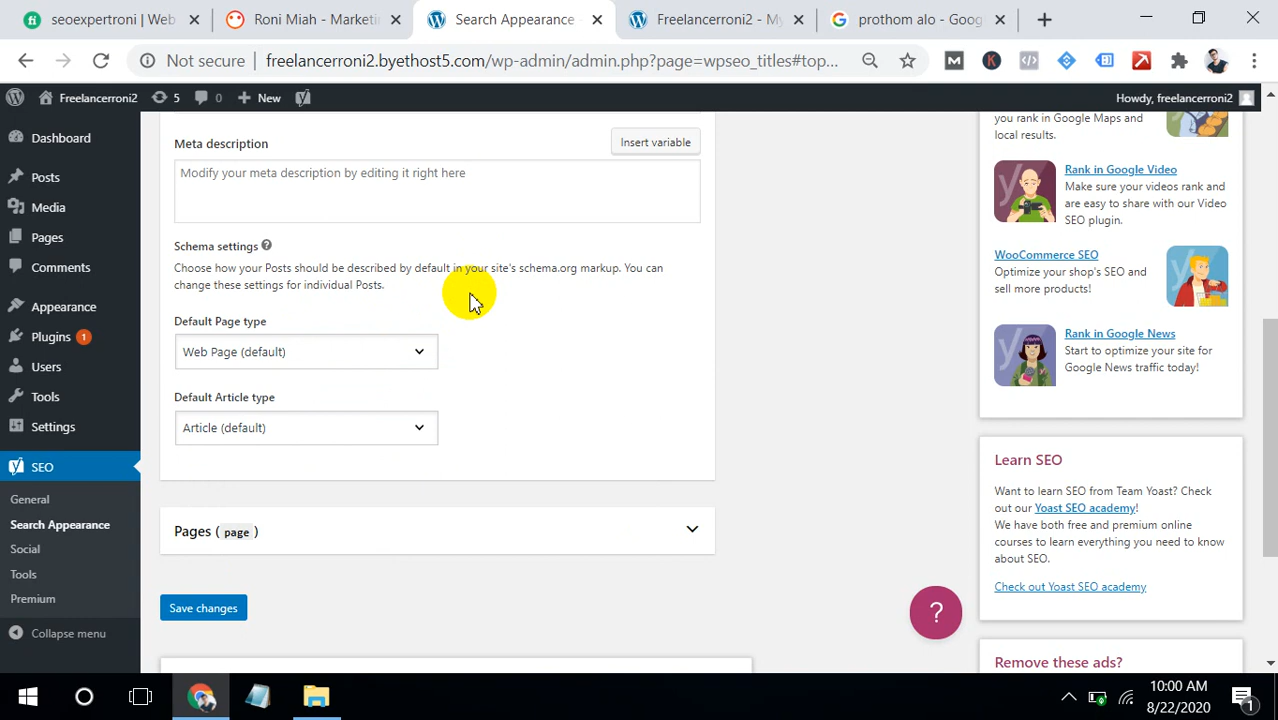 seoexpertroni | Web
Roni Miah - Marketi
Search Appearance
Freelancerroni2 - My
prothom alo - Goog
Not secure
freelancerroni2.byethost5.com/wp-admin/admin.php?page=wpseo_titles#top...
Freelancerroni2
5
0
New
Howdy, freelancerroni2
Dashboard
Posts
Media
Pages
Comments
Appearance
Plugins 1
Users
Tools
Settings
SEO
General
Search Appearance
Social
Tools
Premium
Collapse menu
Meta description
Insert variable
Modify your meta description by editing it right here
Schema settings
Choose how your Posts should be described by default in your site's schema.org markup. You can
change these settings for individual Posts.
Default Page type
Web Page (default)
Default Article type
Article (default)
Pages ( page )
Save changes
you rank in Google Maps and
local results.
Rank in Google Video
Make sure your videos rank and
are easy to share with our Video
SEO plugin.
WooCommerce SEO
Optimize your shop's SEO and
sell more products!
Rank in Google News
Start to optimize your site for
Google News traffic today!
Learn SEO
Want to learn SEO from Team Yoast? Check
out our Yoast SEO academy!
We have both free and premium online
courses to learn everything you need to know
about SEO.
Check out Yoast SEO academy
?
Remove these ads?
10:00 AM
8/22/2020
1